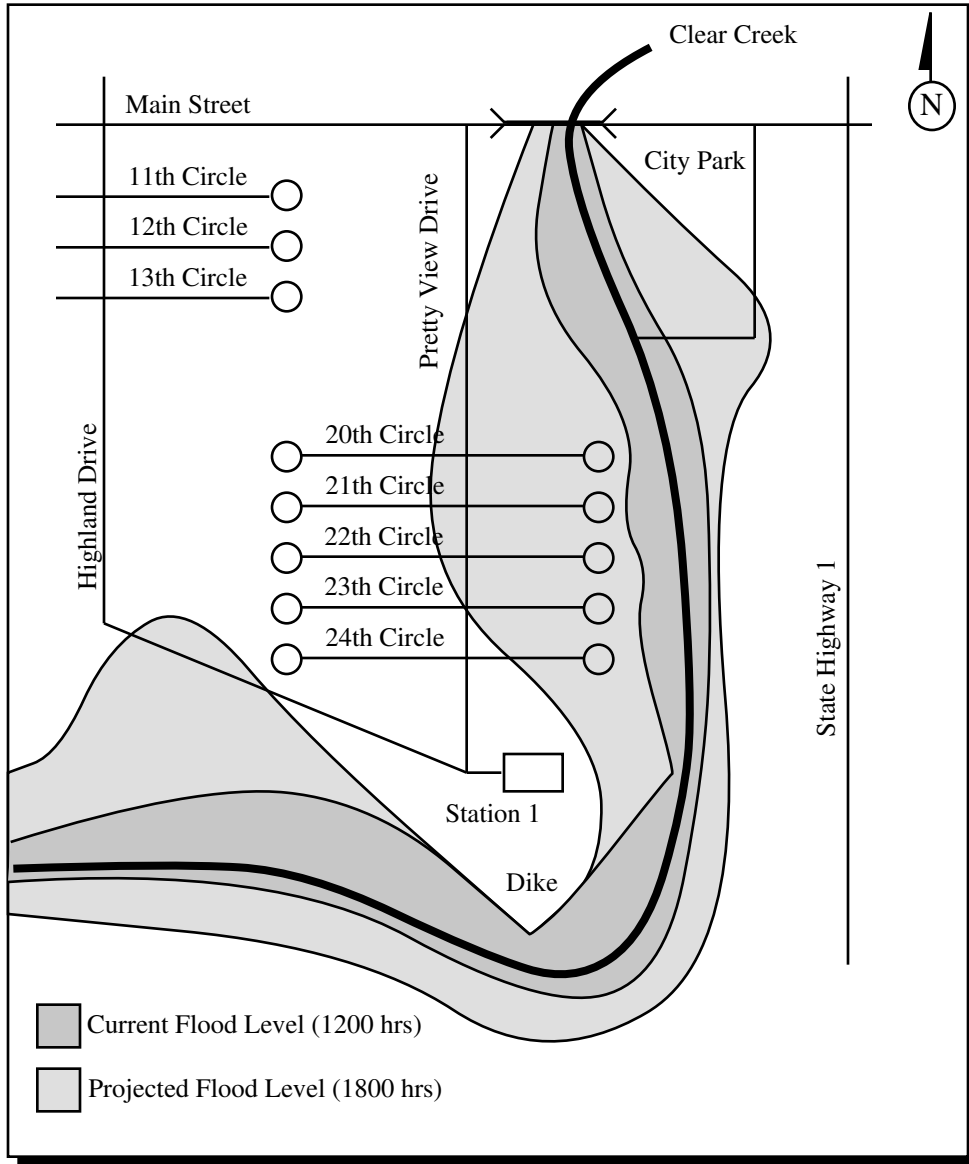 Clear Creek
N
Main Street
City Park
11th Circle
12th Circle
13th Circle
Pretty View Drive
Highland Drive
20th Circle
21th Circle
22th Circle
23th Circle
24th Circle
State Highway 1
Station 1
Dike
Current Flood Level (1200 hrs)
Projected Flood Level (1800 hrs)